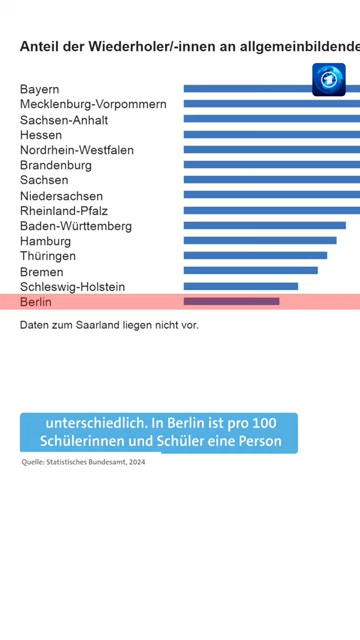 Anteil der Wiederholer/-innen an allgemeinbildende
Bayern
Mecklenburg-Vorpommern
Sachsen-Anhalt
Hessen
Nordrhein-Westfalen
Brandenburg
Sachsen
Niedersachsen
Rheinland-Pfalz
Baden-Württemberg
Hamburg
Thüringen
Bremen
Schleswig-Holstein
Berlin
Daten zum Saarland liegen nicht vor.
unterschiedlich. In Berlin ist pro 100
Schülerinnen und Schüler eine Person
Quelle: Statistisches Bundesamt, 2024